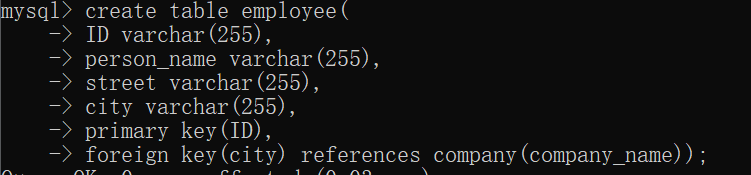 mysql> create table employee(
    -> ID varchar(255),
    -> person_name varchar(255),
    -> street varchar(255),
    -> city varchar(255),
    -> primary key(ID),
    -> foreign key(city) references company(company_name));